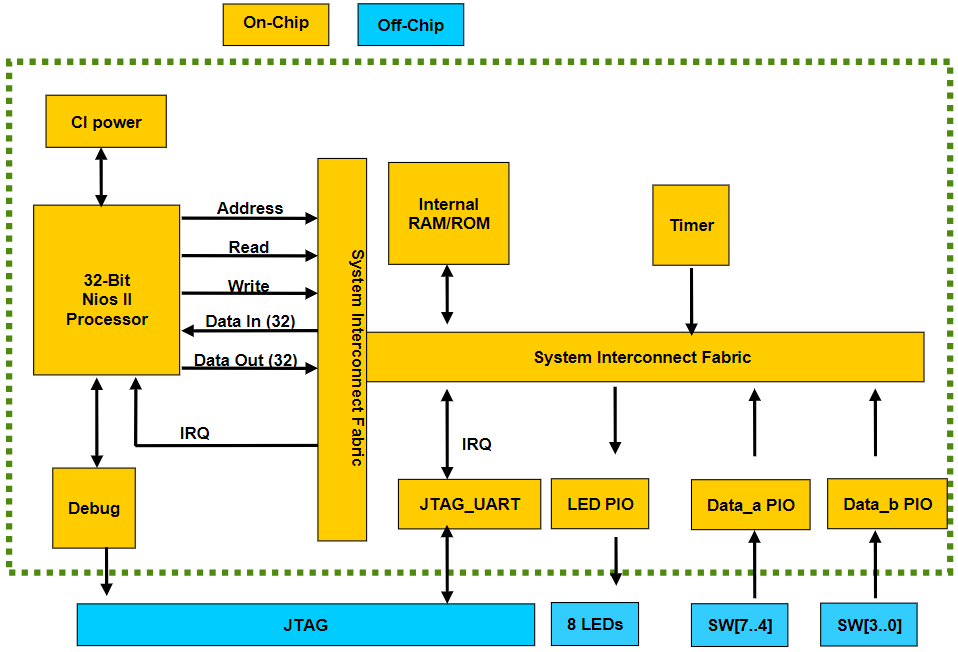 On-Chip
Off-Chip
CI power
32-Bit
Nios II
Processor
Address
Read
Write
Data In (32)
Data Out (32)
IRQ
System Interconnect Fabric
Internal
RAM/ROM
Timer
System Interconnect Fabric
IRQ
Debug
JTAG_UART
LED PIO
Data_a PIO
Data_b PIO
JTAG
8 LEDs
SW[7..4]
SW[3..0]